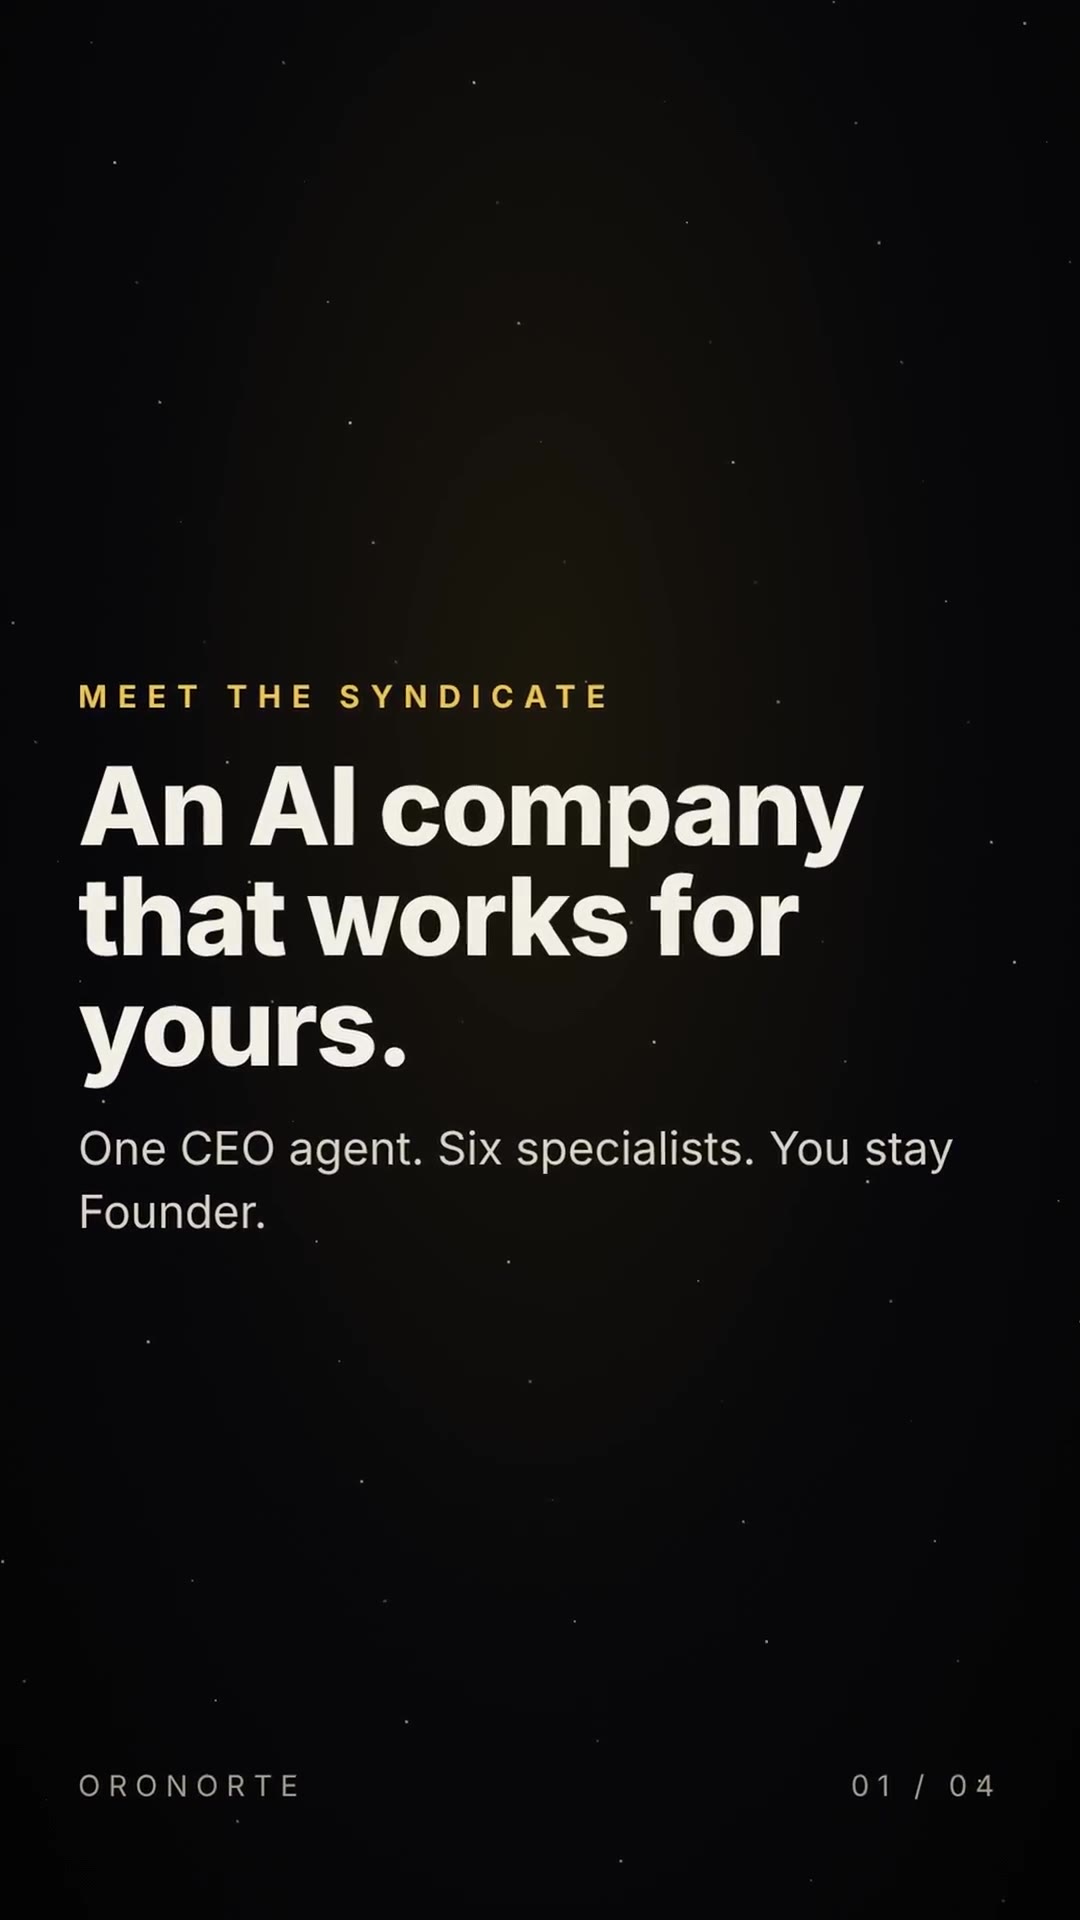 MEET THE SYNDICATE
An AI company
that works for
yours.
One CEO agent. Six specialists. You stay
Founder.
ORONORTE
01 / 04